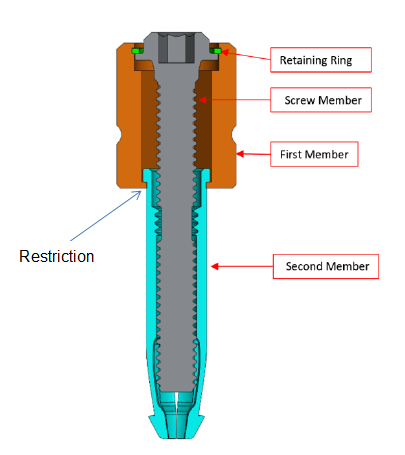 Retaining Ring
Screw Member
First Member
Restriction
Second Member